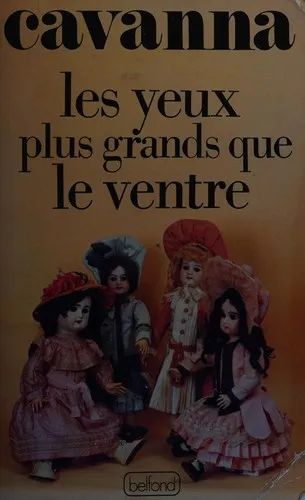 cavanna
les yeux
plus grands que
le ventre
belfond